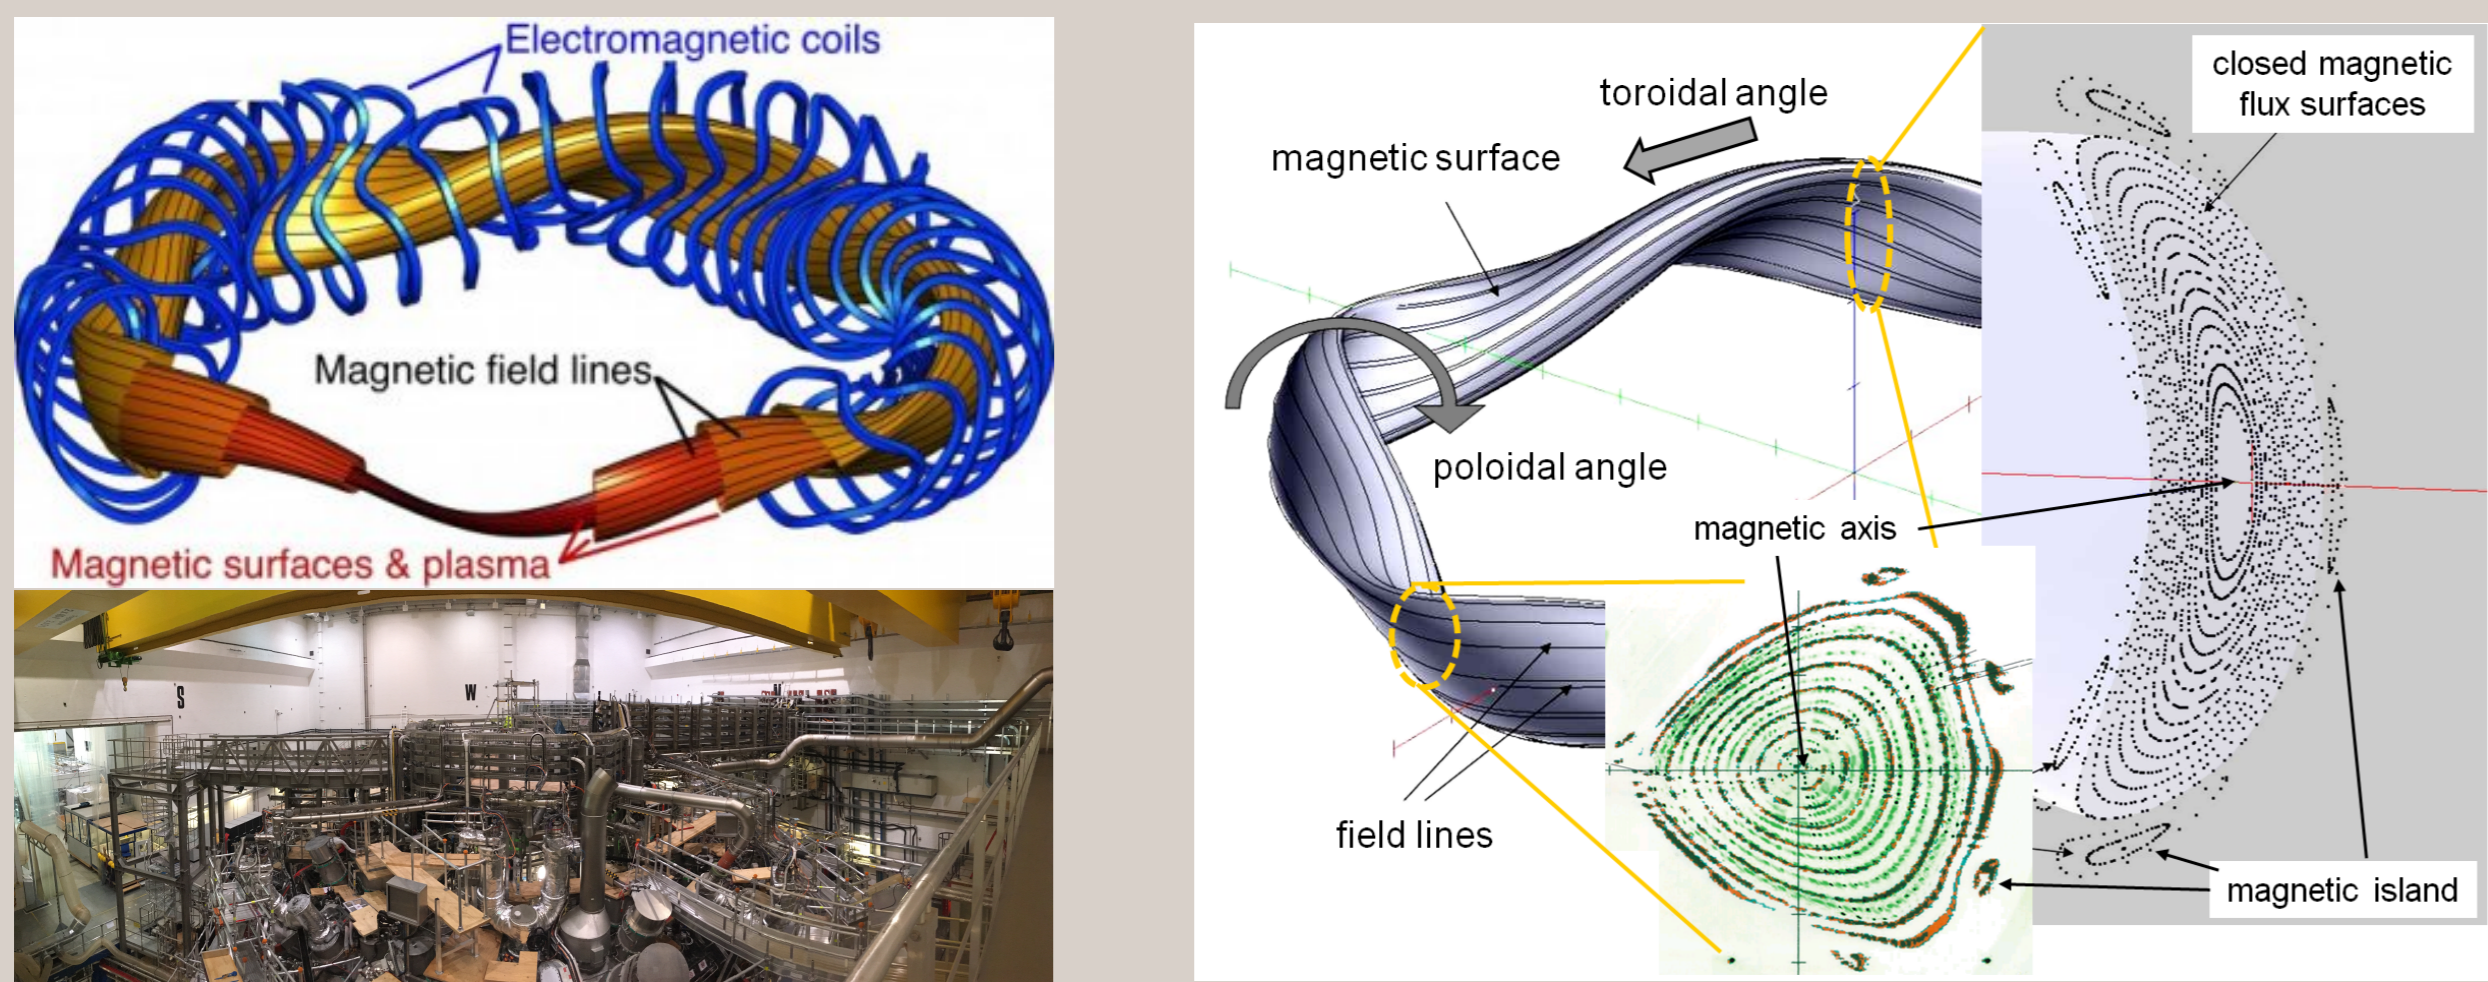 Electromagnetic coils
Magnetic field lines
Magnetic surfaces & plasma
S
W
toroidal angle
magnetic surface
poloidal angle
magnetic axis
field lines
closed magnetic
flux surfaces
magnetic island